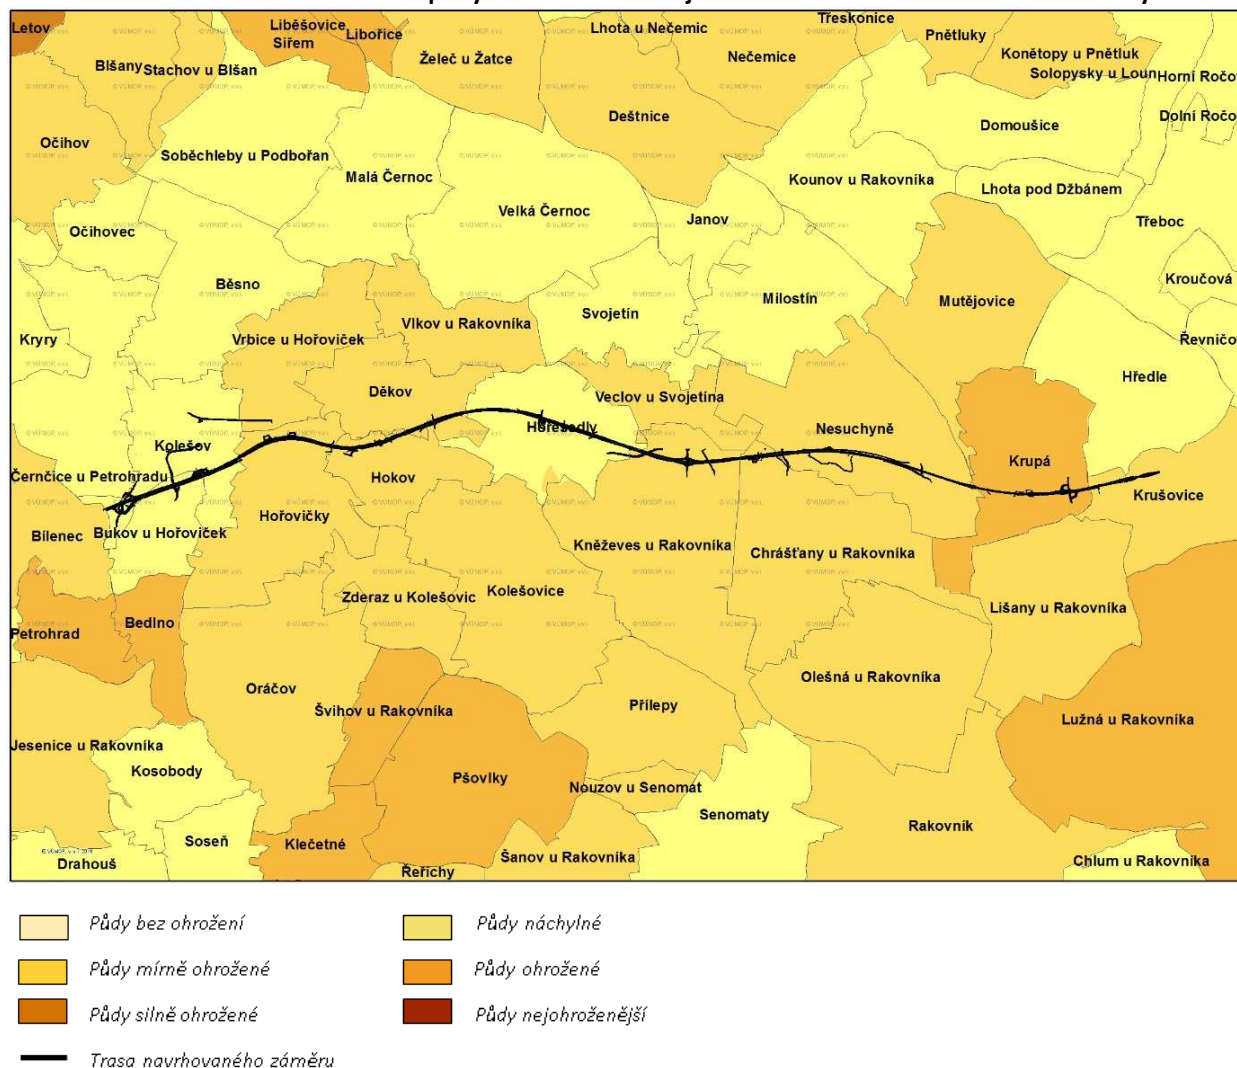 Letov
Liběšovice
Siřem
Libořice
Lhota u Nečemic
Třeskonice
Pnětluky
Konětopy u Pnětluk
Solopysky u Loun
Horní Ročo
Blšany
Stachov u Blšan
Želeč u Žatce
Nečemice
Deštnice
Dolní Ročo
Očihov
Soběchleby u Podbořan
Malá Černoc
Domoušice
Kounov u Rakovníka
Lhota pod Džbánem
Velká Černoc
Janov
Třeboc
Očihovec
Běsno
Kroučová
Milostín
Mutějovice
Svojetín
Vlkov u Rakovníka
Vrbice u Hořoviček
Kryry
Řevničov
Hředle
Děkov
Veclov u Svojetína
Hořesedly
Nesuchyně
Kolešov
Krupá
Černčice u Petrohradu
Hokov
Krušovice
Hořovičky
Bílenec
Bukov u Hořoviček
Kněževes u Rakovníka
Chrášťany u Rakovníka
Zderaz u Kolešovic
Kolešovice
Lišany u Rakovníka
Bedlno
Petrohrad
Olešná u Rakovníka
Oráčov
Švihov u Rakovníka
Přílepy
Lužná u Rakovníka
Jesenice u Rakovníka
Kosobody
Pšovlky
Nouzov u Senomat
Senomaty
Rakovník
Soseň
Klečetné
Šanov u Rakovníka
Drahouš
Řeřichy
Chlum u Rakovníka
Půdy bez ohrožení
Půdy náchylné
Půdy mírně ohrožené
Půdy ohrožené
Půdy silně ohrožené
Půdy nejohroženější
Trasa navrhovaného záměru